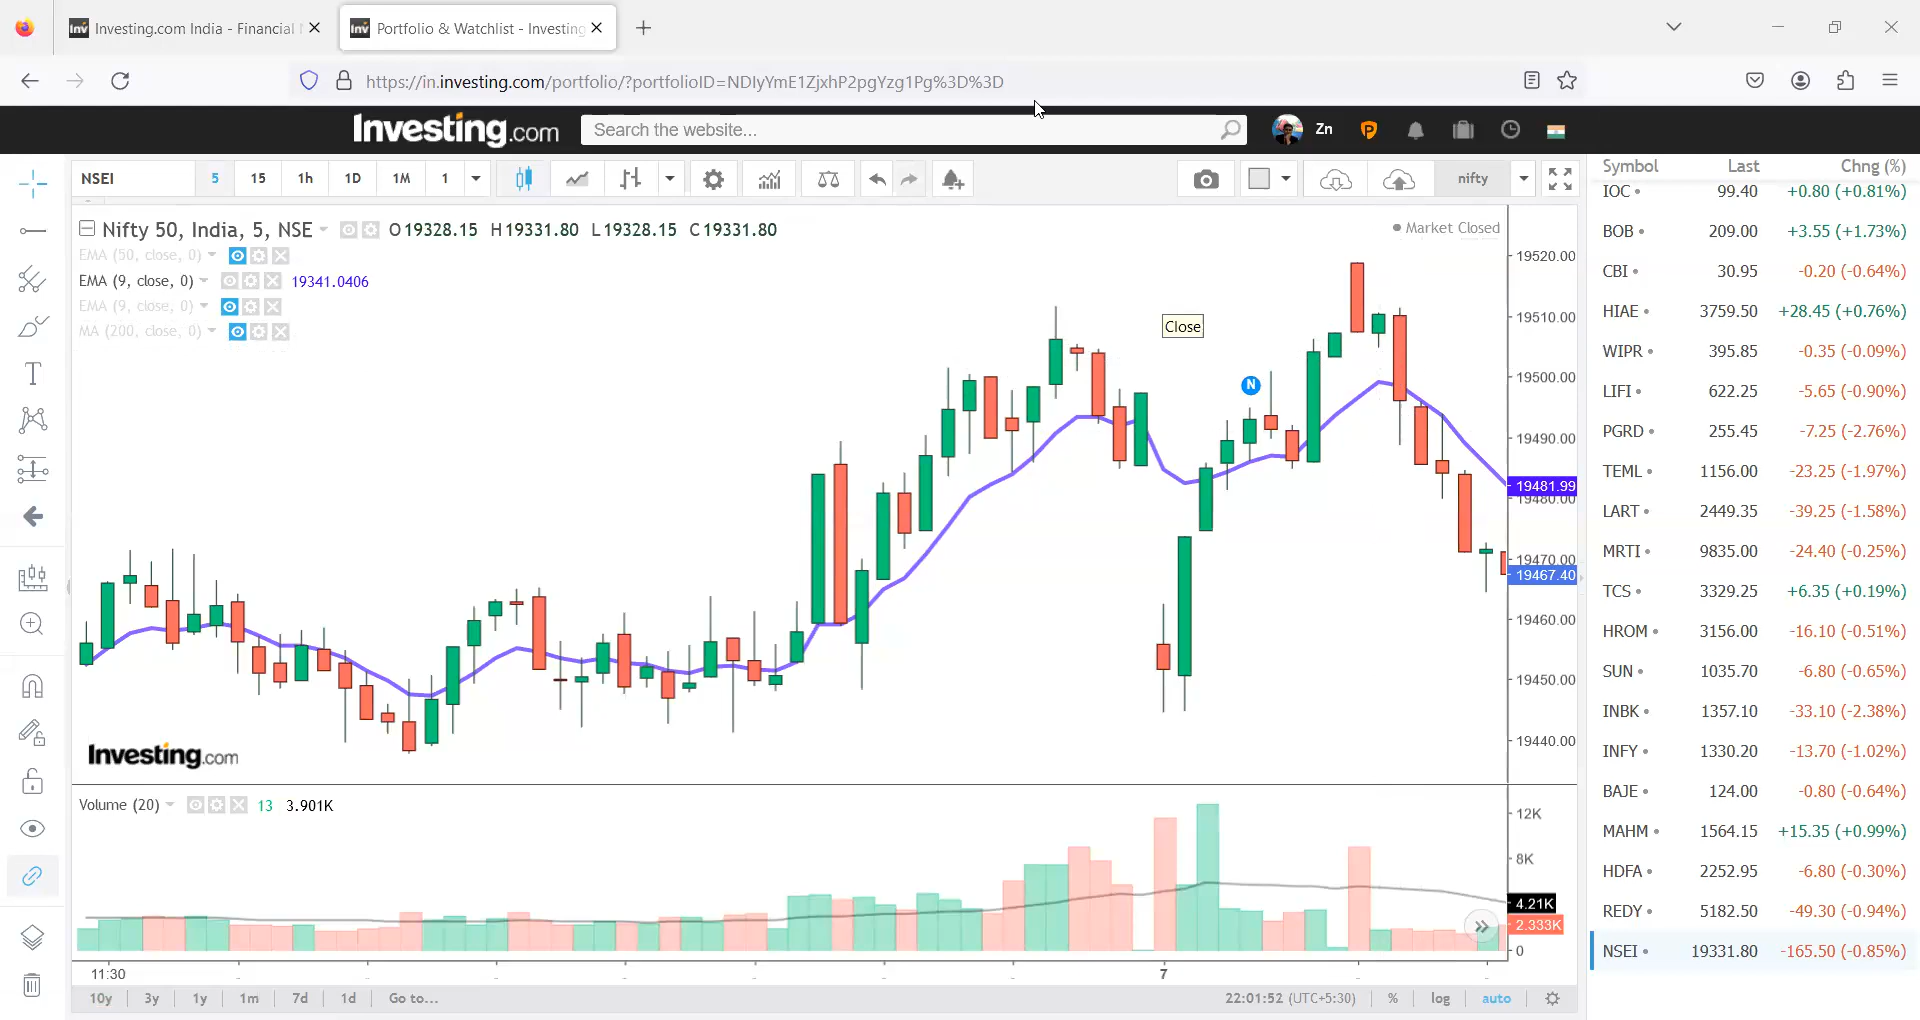 Investing.com India - Financial
Portfolio & Watchlist - Investing
https://in.investing.com/portfolio/?portfolioID=NDIyYmE1ZjxhP2pgYzg1Pg%3D%3D
Investing.com
Search the website...
Zn
NSEI
5
15
1h
1D
1M
1
nifty
Nifty 50, India, 5, NSE
O19328.15 H19331.80 L19328.15 C19331.80
Market Closed
EMA (50, close, 0)
EMA (9, close, 0)
19341.0406
EMA (9, close, 0)
MA (200, close, 0)
Close
N
19520.00
19510.00
19500.00
19490.00
19481.99
19480.00
19470.00
19467.40
19460.00
19450.00
19440.00
Investing.com
Volume (20)
13 3.901K
12K
8K
4.21K
2.333K
0
11:30
7
10y
3y
1y
1m
7d
1d
Go to...
22:01:52 (UTC+5:30)
%
log
auto
Symbol Last Chng (%)
IOC 99.40 +0.80 (+0.81%)
BOB 209.00 +3.55 (+1.73%)
CBI 30.95 -0.20 (-0.64%)
HIAE 3759.50 +28.45 (+0.76%)
WIPR 395.85 -0.35 (-0.09%)
LIFI 622.25 -5.65 (-0.90%)
PGRD 255.45 -7.25 (-2.76%)
TEML 1156.00 -23.25 (-1.97%)
LART 2449.35 -39.25 (-1.58%)
MRTI 9835.00 -24.40 (-0.25%)
TCS 3329.25 +6.35 (+0.19%)
HROM 3156.00 -16.10 (-0.51%)
SUN 1035.70 -6.80 (-0.65%)
INBK 1357.10 -33.10 (-2.38%)
INFY 1330.20 -13.70 (-1.02%)
BAJE 124.00 -0.80 (-0.64%)
MAHM 1564.15 +15.35 (+0.99%)
HDFA 2252.95 -6.80 (-0.30%)
REDY 5182.50 -49.30 (-0.94%)
NSEI 19331.80 -165.50 (-0.85%)